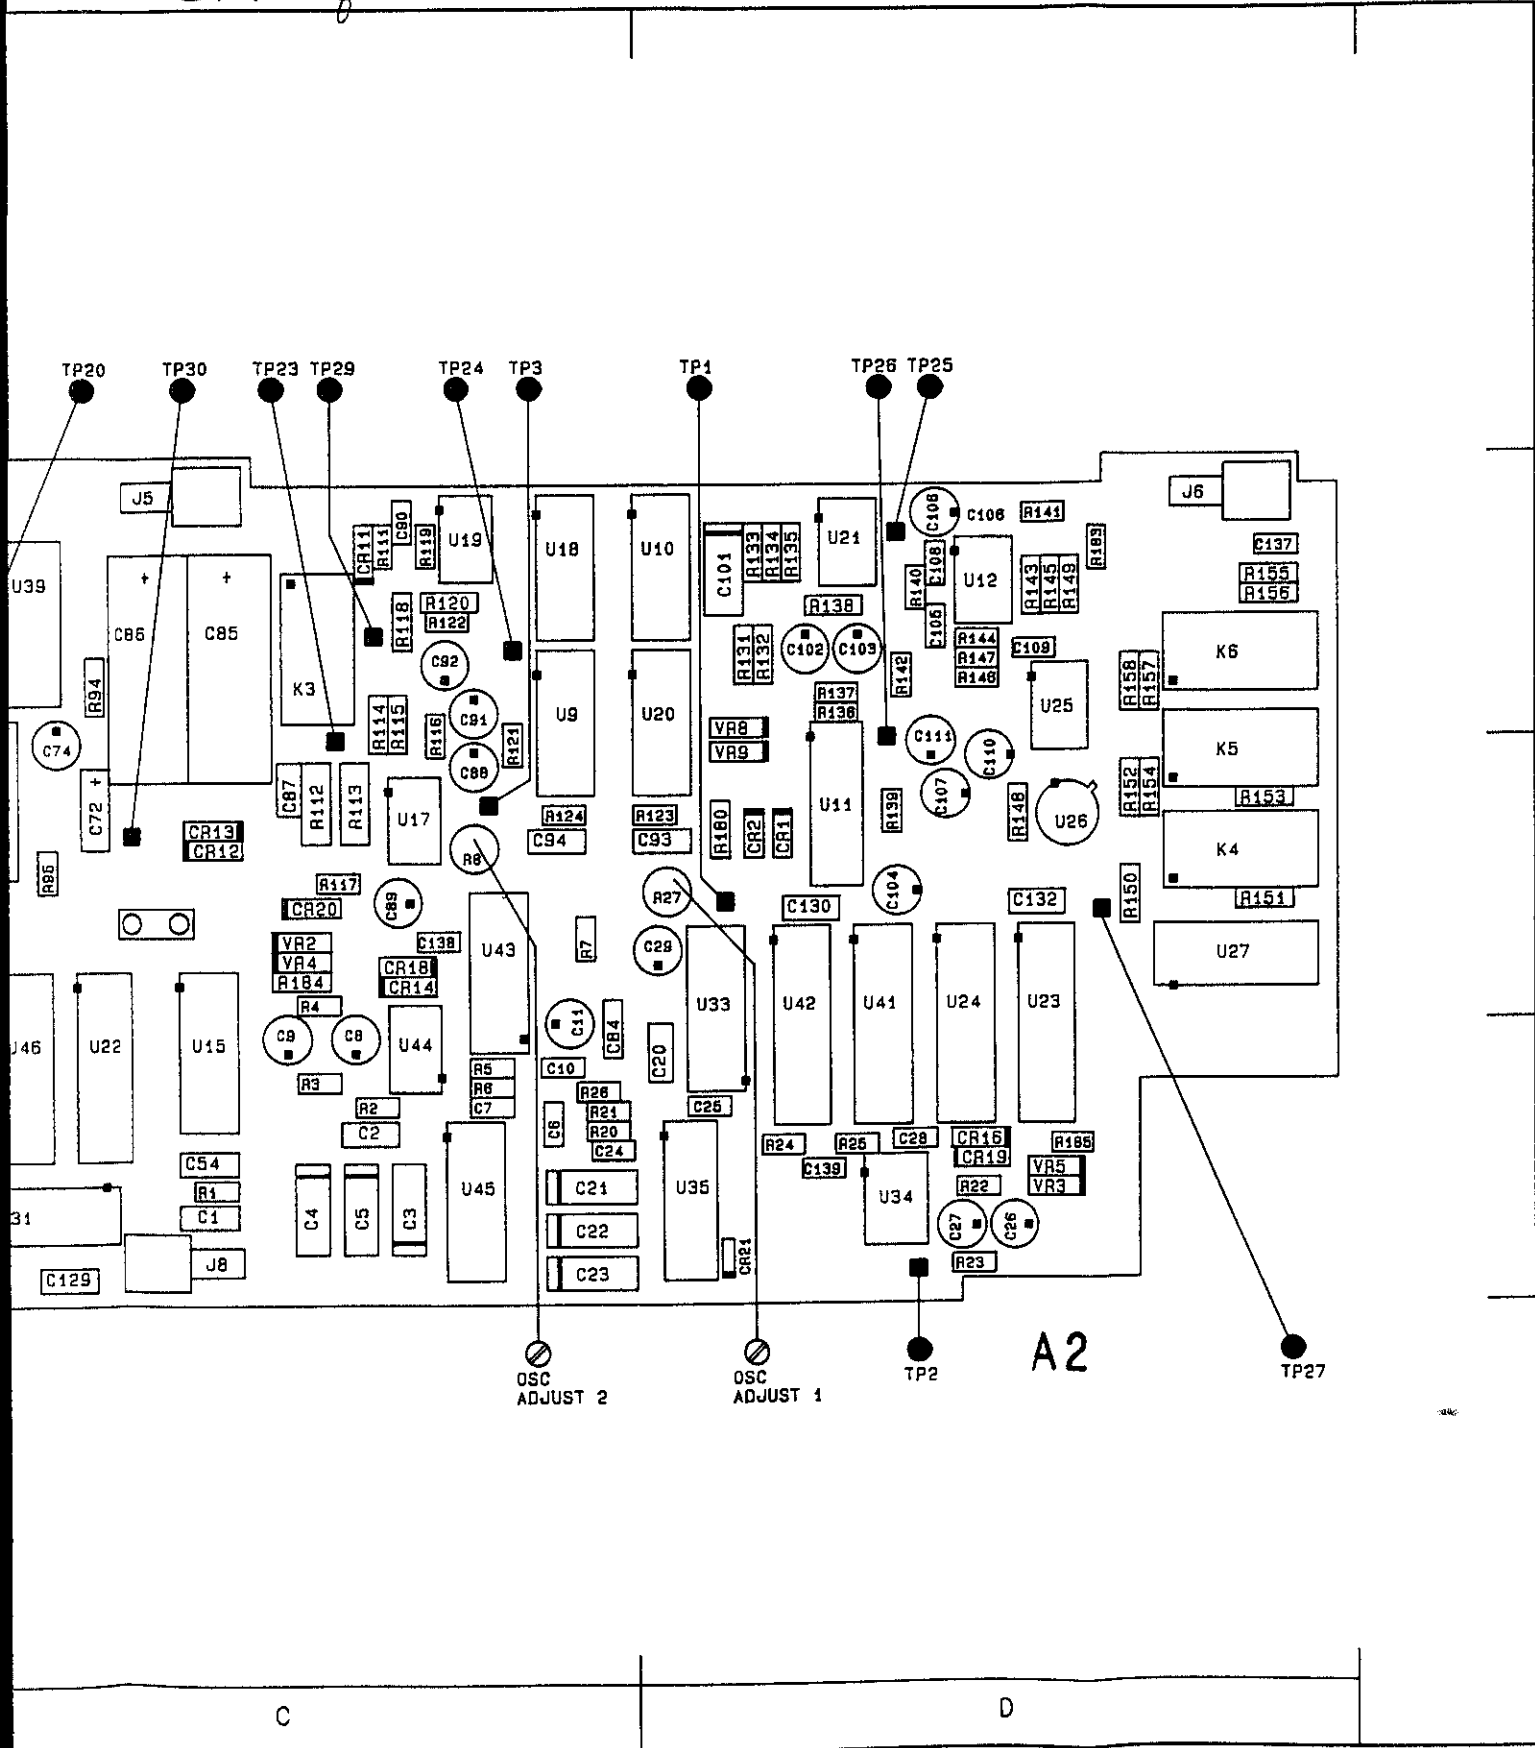 TP20 TP30 TP23 TP29 TP24 TP3 TP1 TP26 TP25
J5 J6
C90 CR11 R111 R119 U19 U18 U10 C101 R133 R134 R135 U21 C106 C106 R141 R183 C137
U39 C86 C85 R118 R120 R122 R138 R140 C108 U12 R143 R145 R149 R155 R156
C105 R144 R147 R146 C109
R94 K3 C92 R131 R132 C102 C103 R142 R158 R157 K6
R114 R115 R116 C91 R121 U9 U20 R137 R136 U25
C74 C88 VR8 VR9 C111 C110 K5
C72 C87 R112 R113 U17 U11 C107 R139 R148 U26 R152 R154 R153
CR13 CR12 R124 R123 C94 C93 R180 CR2 CR1 K4
R95 R117 R27 C104 R150 R151
CR20 C89 C130 C132
VR2 VR4 R184 C138 U43 R7 C29 U27
CR18 CR14
R4 U33 U42 U41 U24 U23
U22 U15 C9 C8 U44 C11 C84 C20
R3 R5 R6 C7 C10 R26
R2 C6 R21 R20 C24 C25
C2 R24 R25 C28 CR16 CR19 R185
C54 C139 VR5 VR3
R1 C1 C4 C5 C3 U45 C21 U35 U34 R22
31 C22 C27 C26
J8 C129 C23 CR21 R23
OSC
ADJUST 2
OSC
ADJUST 1
TP2
A2
TP27
C D